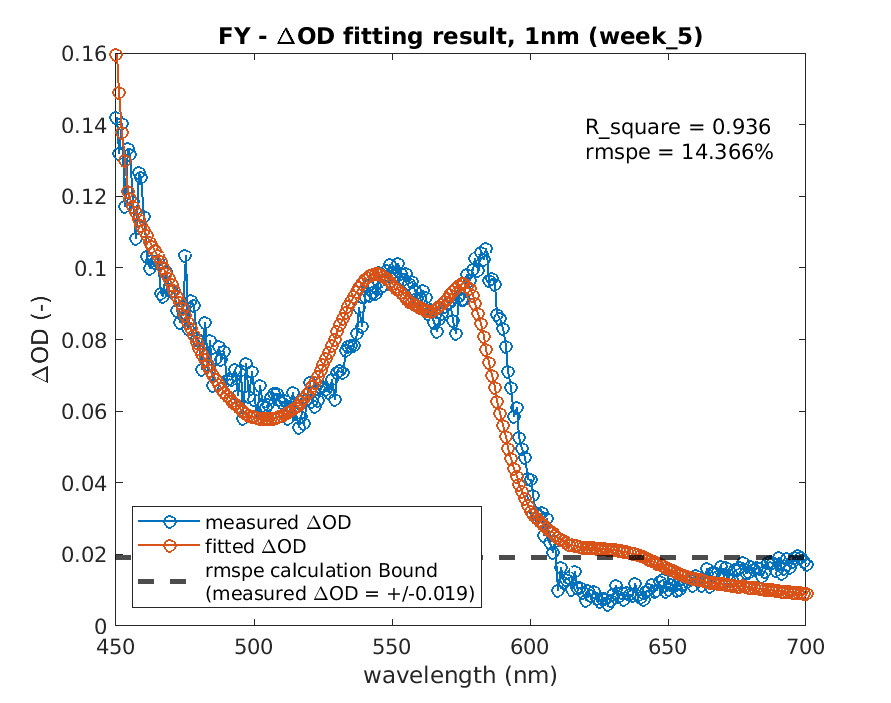 FY - ΔOD fitting result, 1nm (week_5)
0.16
0.14
0.12
0.1
0.08
0.06
0.04
0.02
0
ΔOD (-)
R_square = 0.936
rmspe = 14.366%
measured ΔOD
fitted ΔOD
rmspe calculation Bound
(measured ΔOD = +/-0.019)
450 500 550 600 650 700
wavelength (nm)